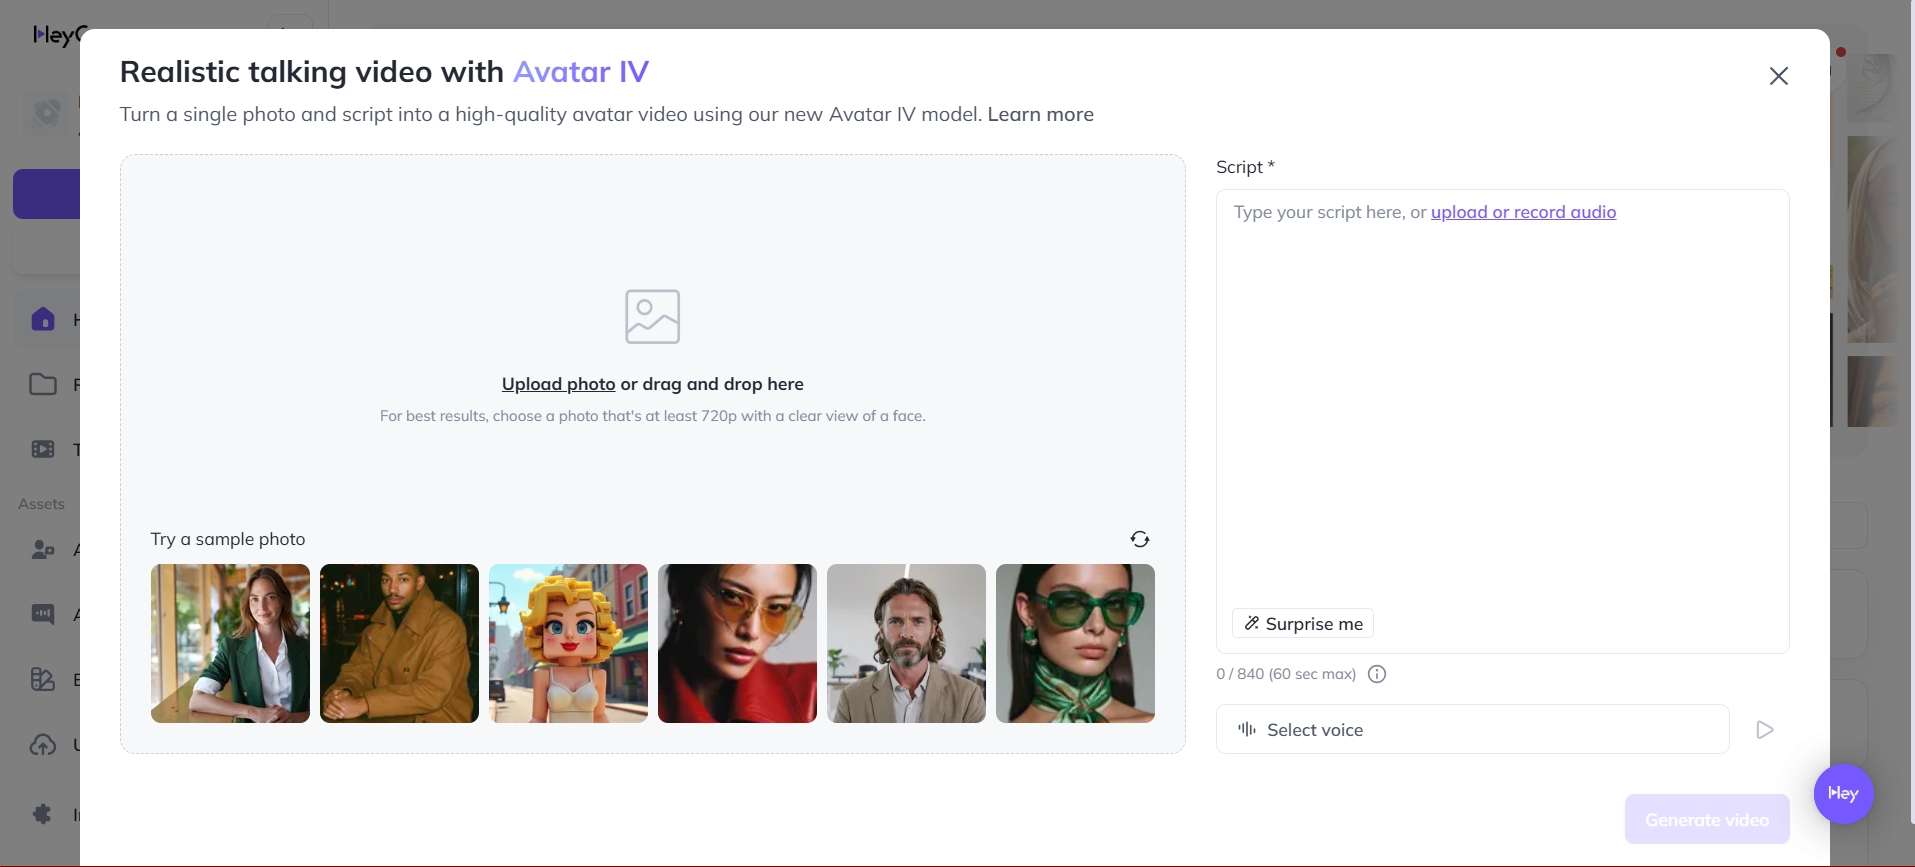 Realistic talking video with Avatar IV
Turn a single photo and script into a high-quality avatar video using our new Avatar IV model. Learn more
Upload photo or drag and drop here
For best results, choose a photo that's at least 720p with a clear view of a face.
Try a sample photo
Script *
Type your script here, or upload or record audio
Surprise me
0 / 840 (60 sec max)
Select voice
Generate video
Hey
Assets